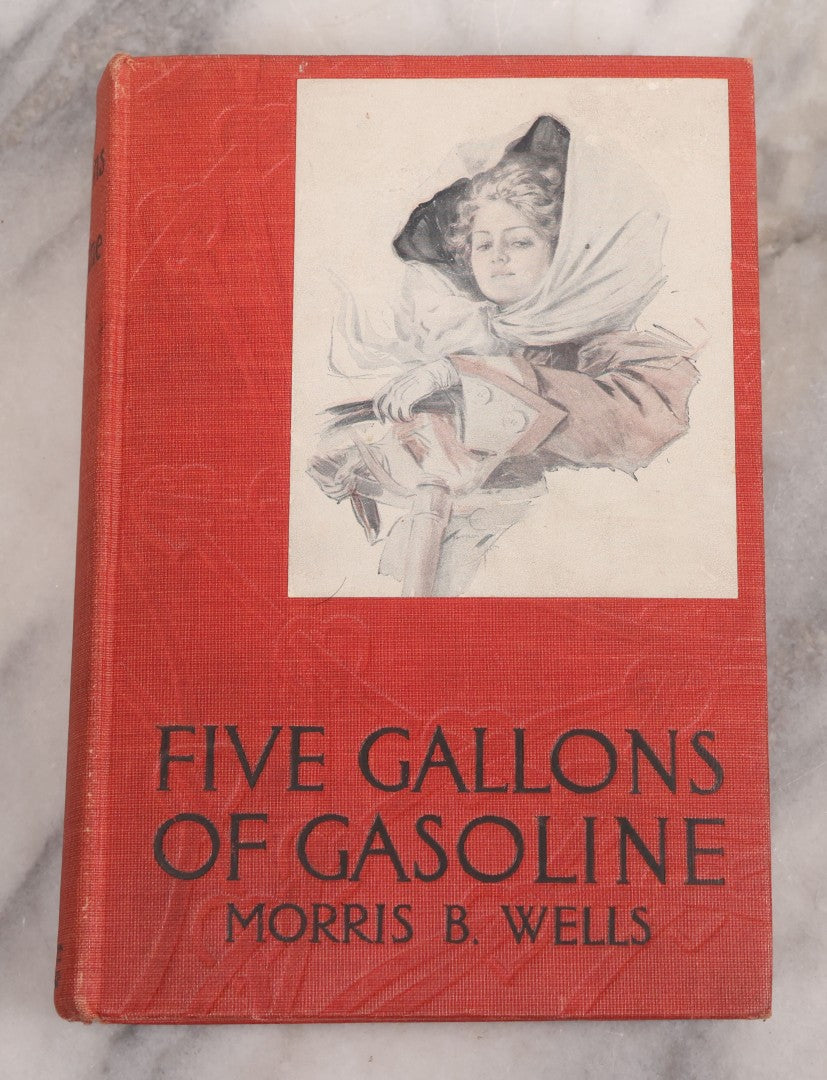 FIVE GALLONS
OF GASOLINE
MORRIS B. WELLS